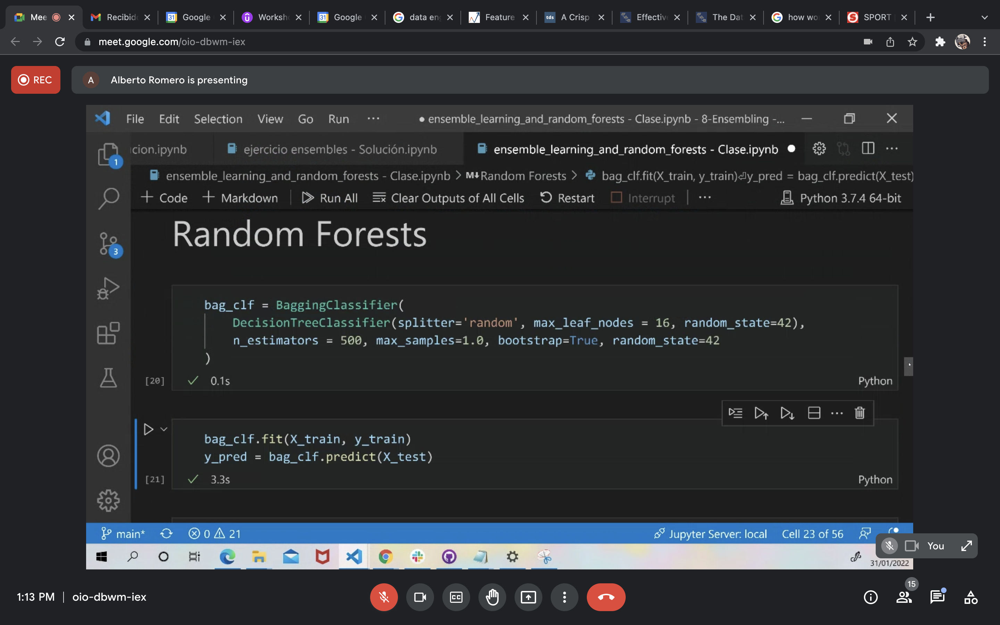 Mee
Recibid
31 Google
Worksh
31 Google
data en
Feature
tds A Crisp
Effectiv
The Dat
how wo
SPORT
meet.google.com/oio-dbwm-iex
REC
A Alberto Romero is presenting
File Edit Selection View Go Run ··· ● ensemble_learning_and_random_forests - Clase.ipynb - 8-Ensembling -...
cion.ipynb ejercicio ensembles - Solución.ipynb ensemble_learning_and_random_forests - Clase.ipynb
1
ensemble_learning_and_random_forests - Clase.ipynb > M↓Random Forests > bag_clf.fit(X_train, y_train)⏎y_pred = bag_clf.predict(X_test)
+ Code + Markdown Run All Clear Outputs of All Cells Restart Interrupt ··· Python 3.7.4 64-bit
Random Forests
3
bag_clf = BaggingClassifier(
DecisionTreeClassifier(splitter='random', max_leaf_nodes = 16, random_state=42),
n_estimators = 500, max_samples=1.0, bootstrap=True, random_state=42
)
[20] ✓ 0.1s Python
bag_clf.fit(X_train, y_train)
y_pred = bag_clf.predict(X_test)
[21] ✓ 3.3s Python
main* 0 21 Jupyter Server: local Cell 23 of 56
You
31/01/2022
15
1:13 PM | oio-dbwm-iex
CC